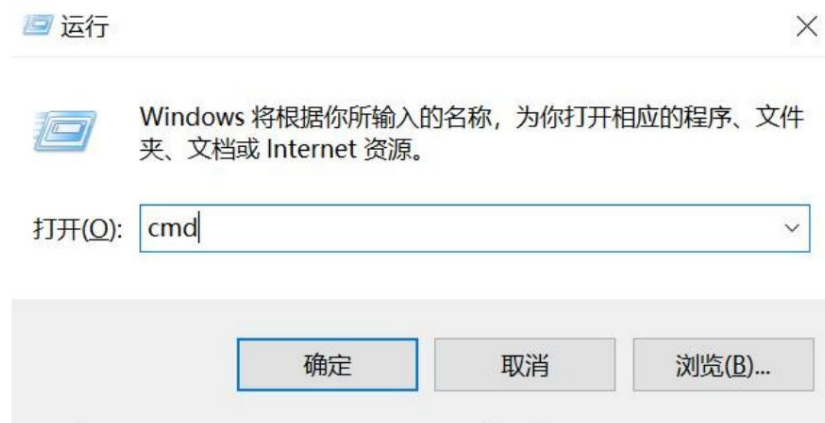 运行
Windows 将根据你所输入的名称，为你打开相应的程序、文件
夹、文档或 Internet 资源。
打开(O): cmd
确定 取消 浏览(B)...